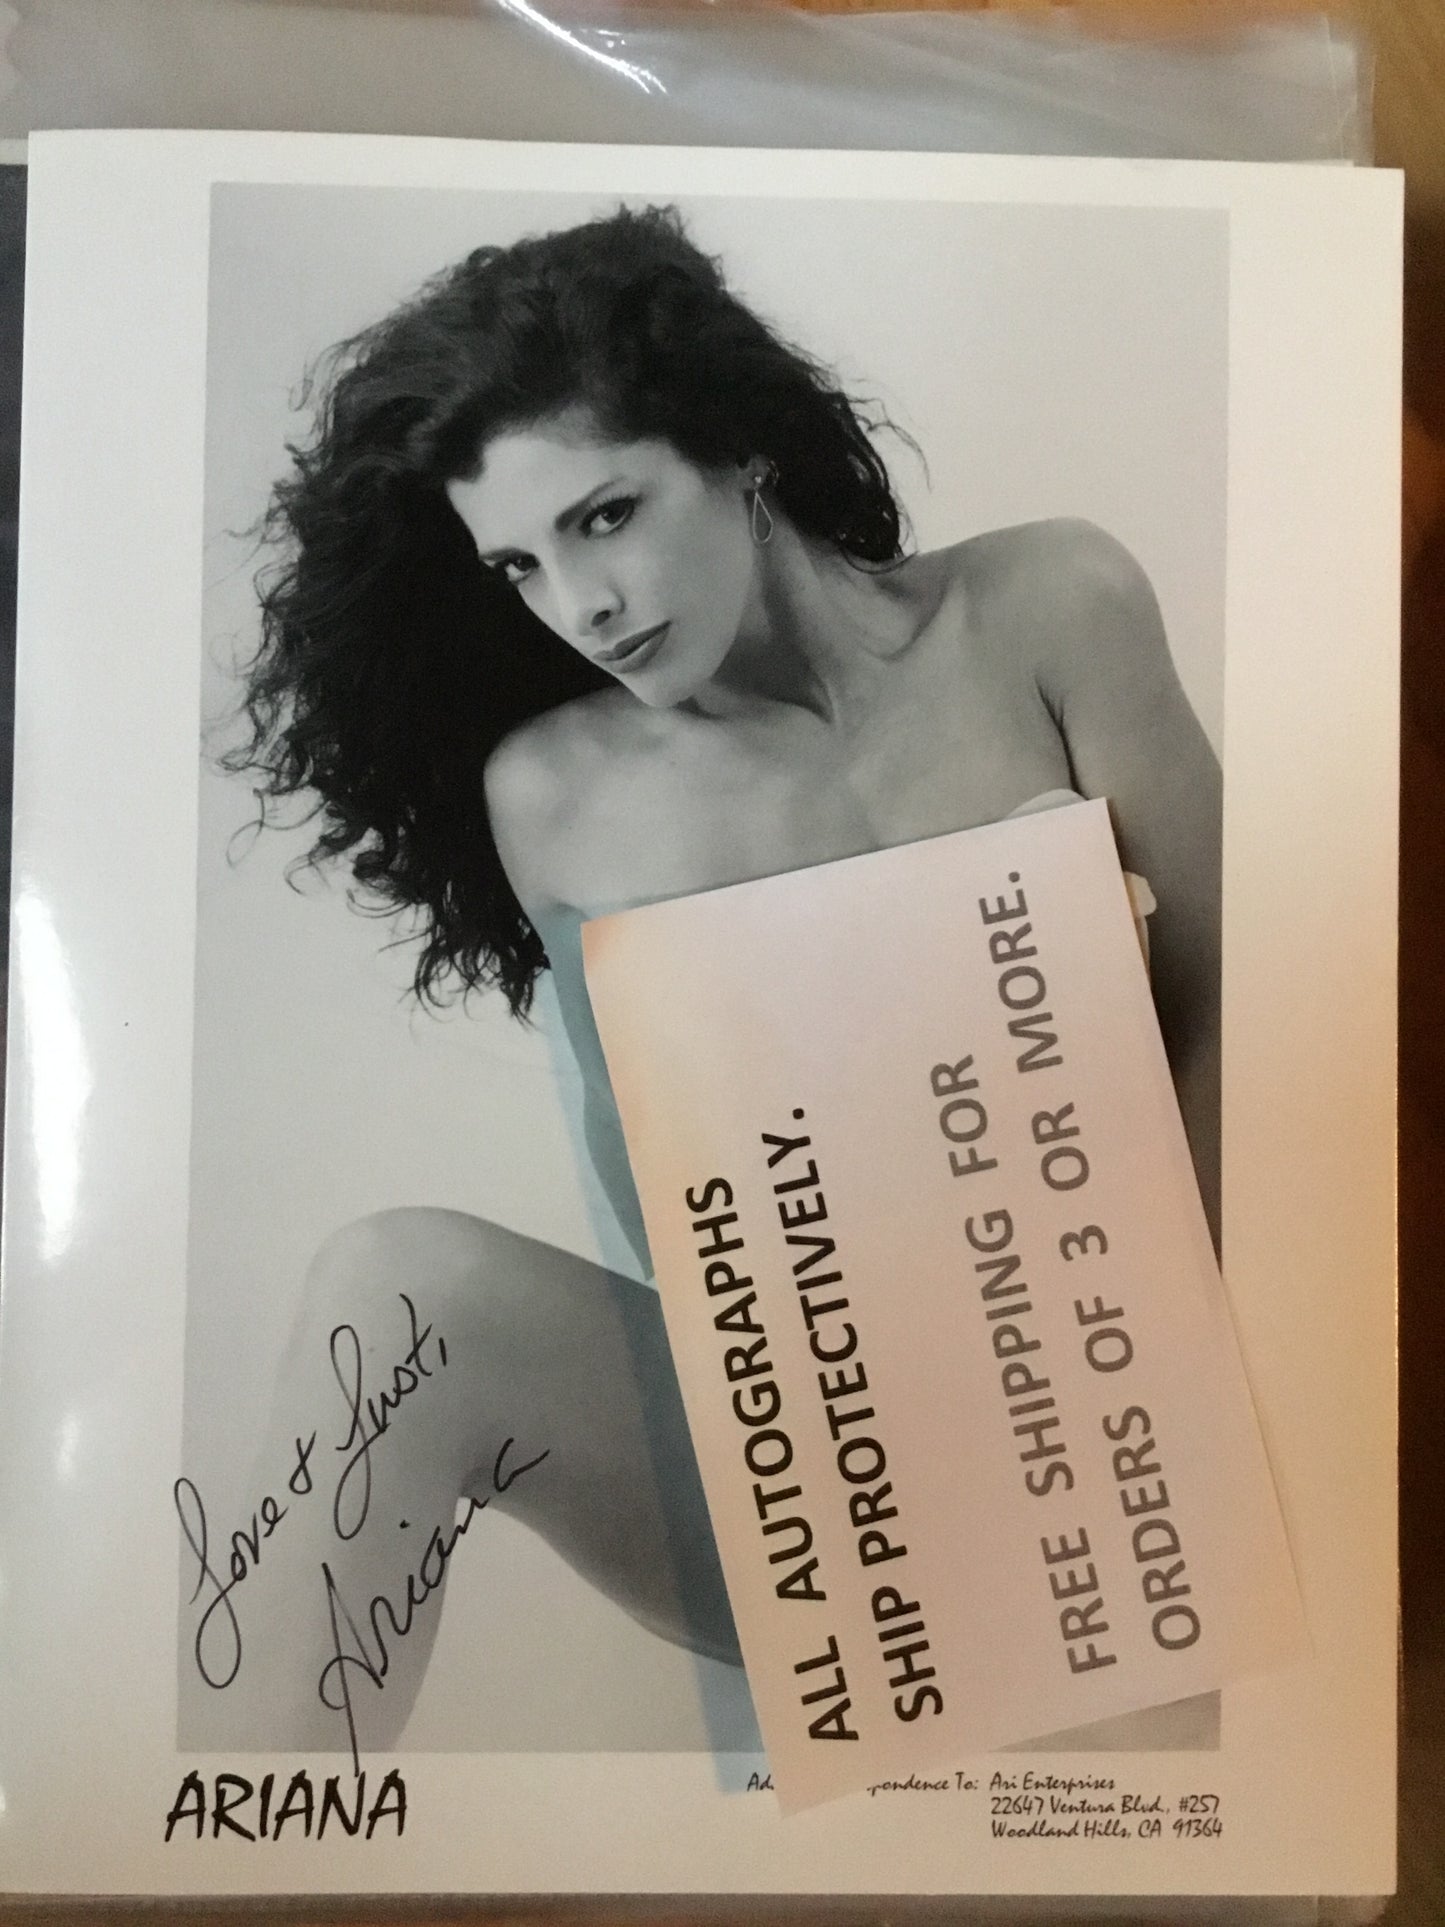 Love & Lust,
Ariana
ALL AUTOGRAPHS
SHIP PROTECTIVELY.
FREE SHIPPING FOR
ORDERS OF 3 OR MORE.
ARIANA
To: Ari Enterprises
22647 Ventura Blvd., #257
Woodland Hills, CA 91364